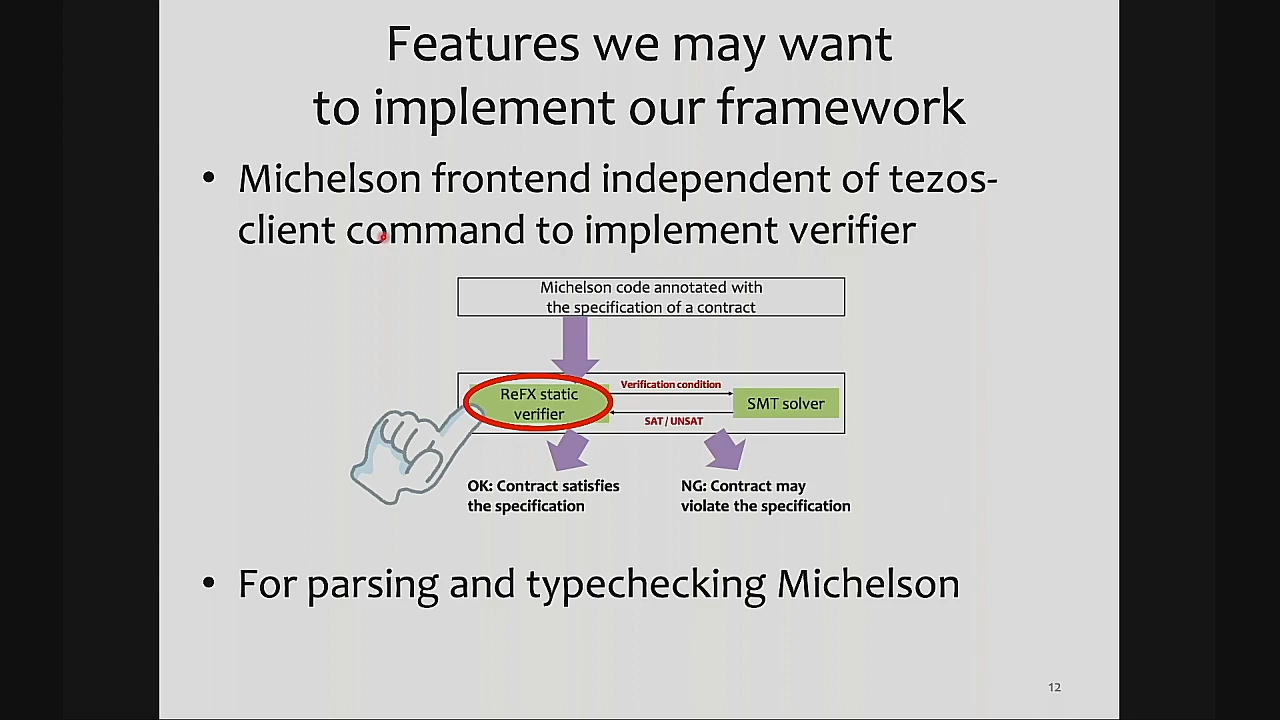 Features we may want
to implement our framework
• Michelson frontend independent of tezos-
client command to implement verifier
Michelson code annotated with
the specification of a contract
ReFX static
verifier
Verification condition
SAT / UNSAT
SMT solver
OK: Contract satisfies
the specification
NG: Contract may
violate the specification
• For parsing and typechecking Michelson
12